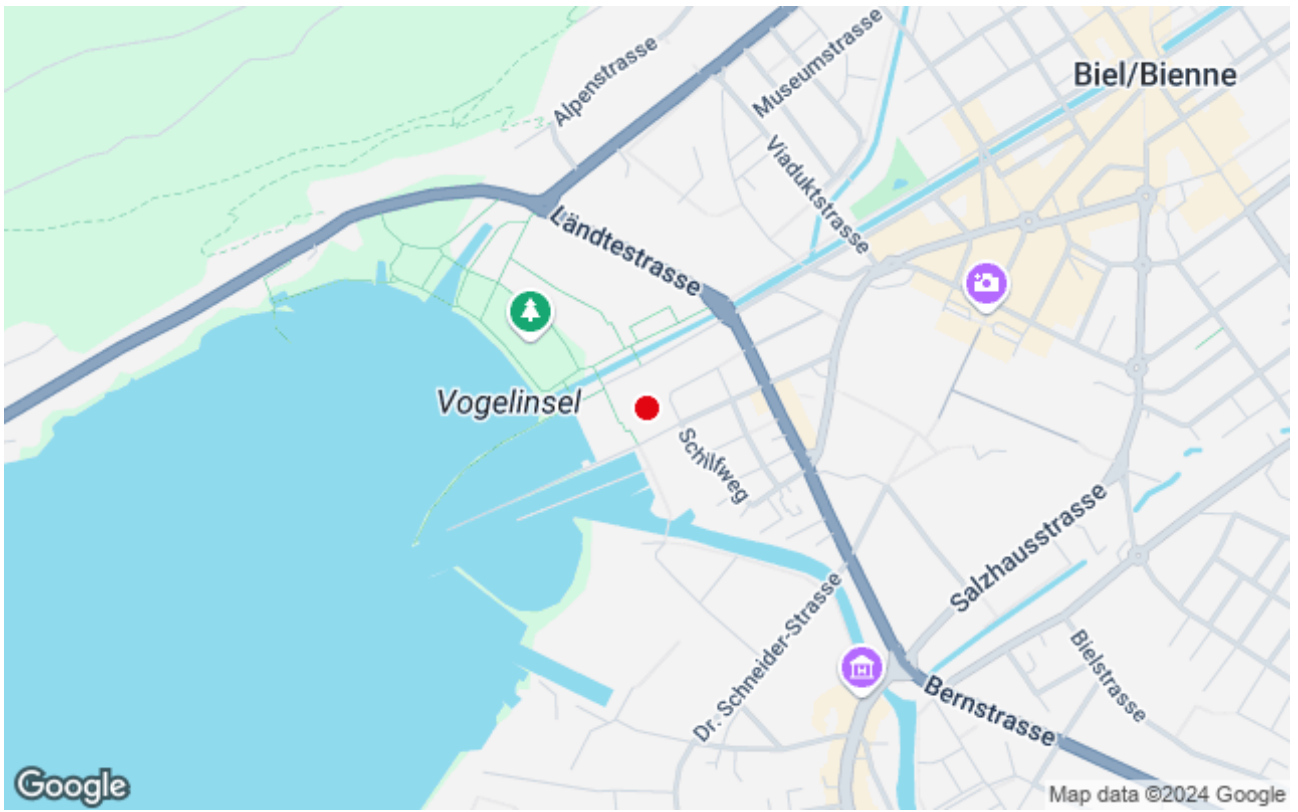 Alpenstrasse
Museumstrasse
Biel/Bienne
Viaduktstrasse
Ländtestrasse
Vogelinsel
Schilfweg
Salzhausstrasse
Dr. Schneider-Strasse
Bielstrasse
Bernstrasse
H
Google
Map data ©2024 Google